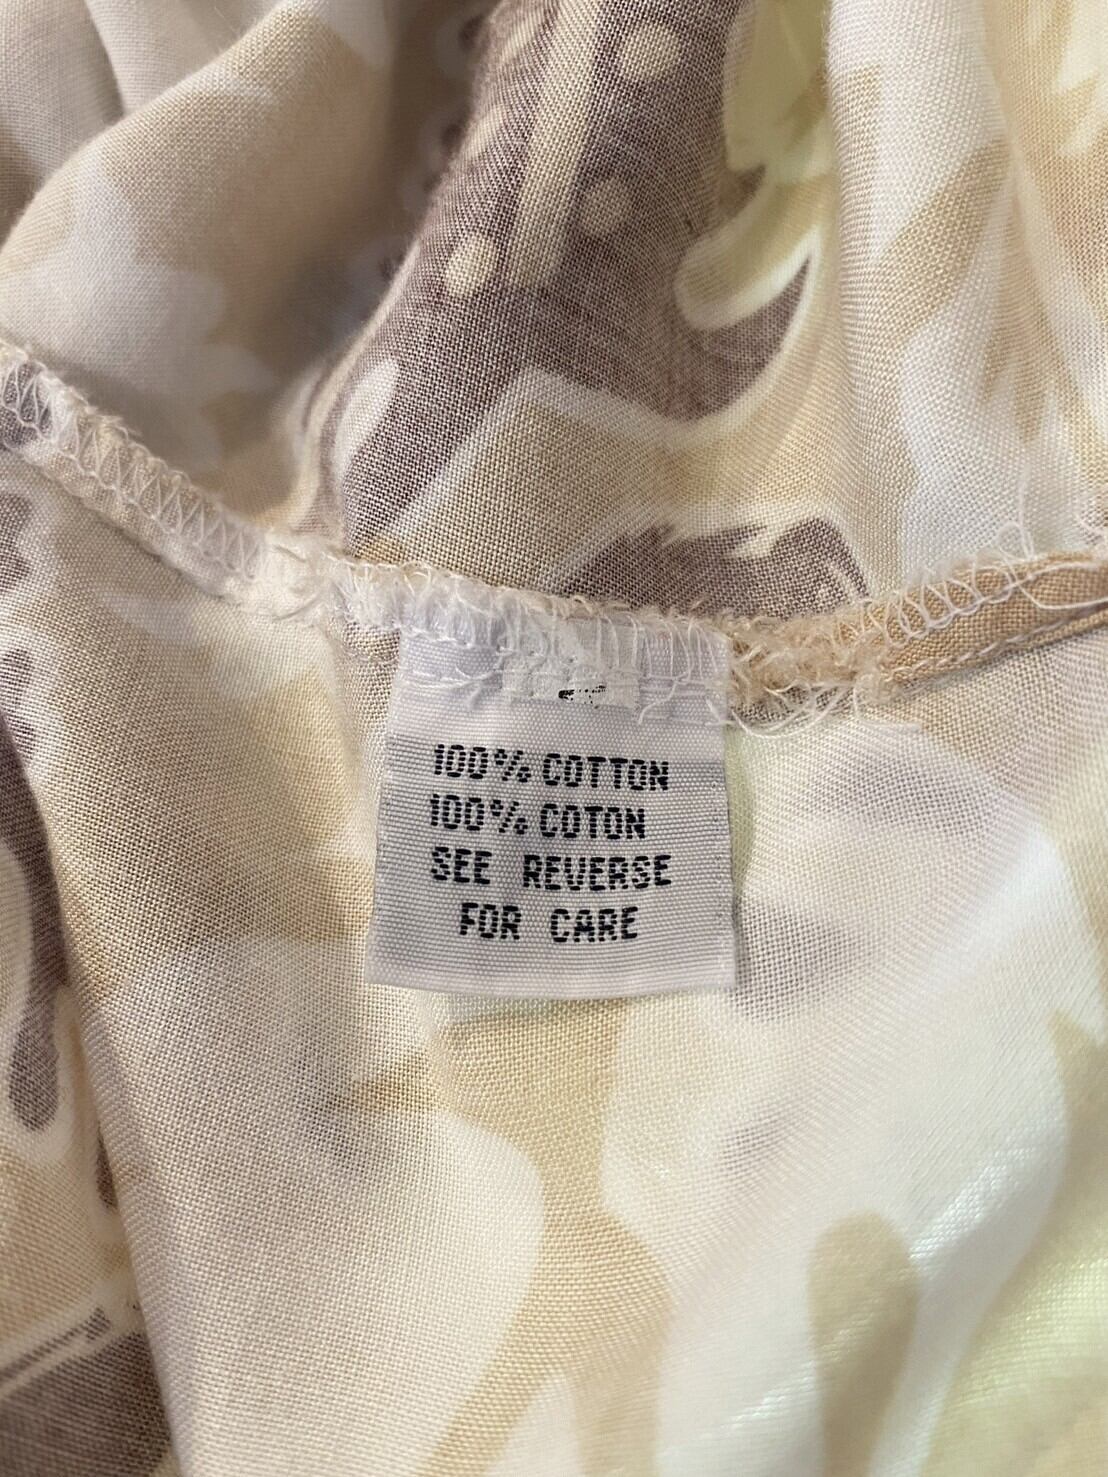 100% COTTON
100% COTON
SEE REVERSE
FOR CARE